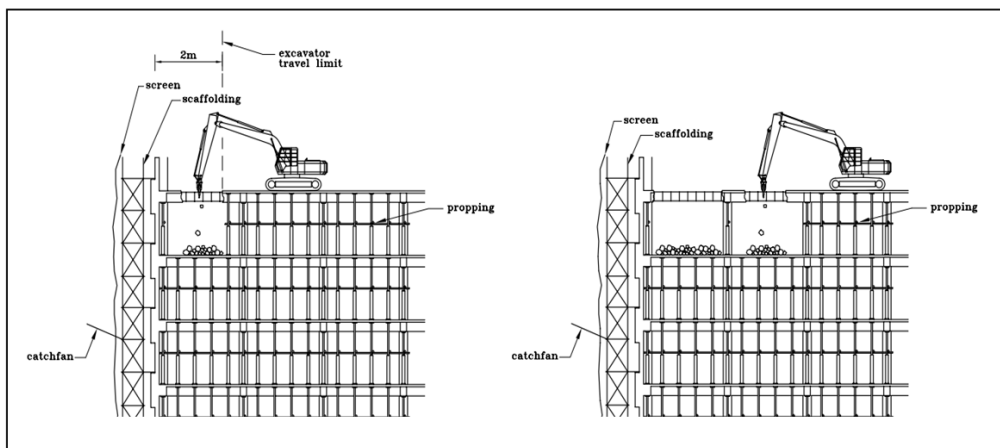 excavator
travel limit
2m
screen
scaffolding
propping
catchfan
screen
scaffolding
propping
catchfan